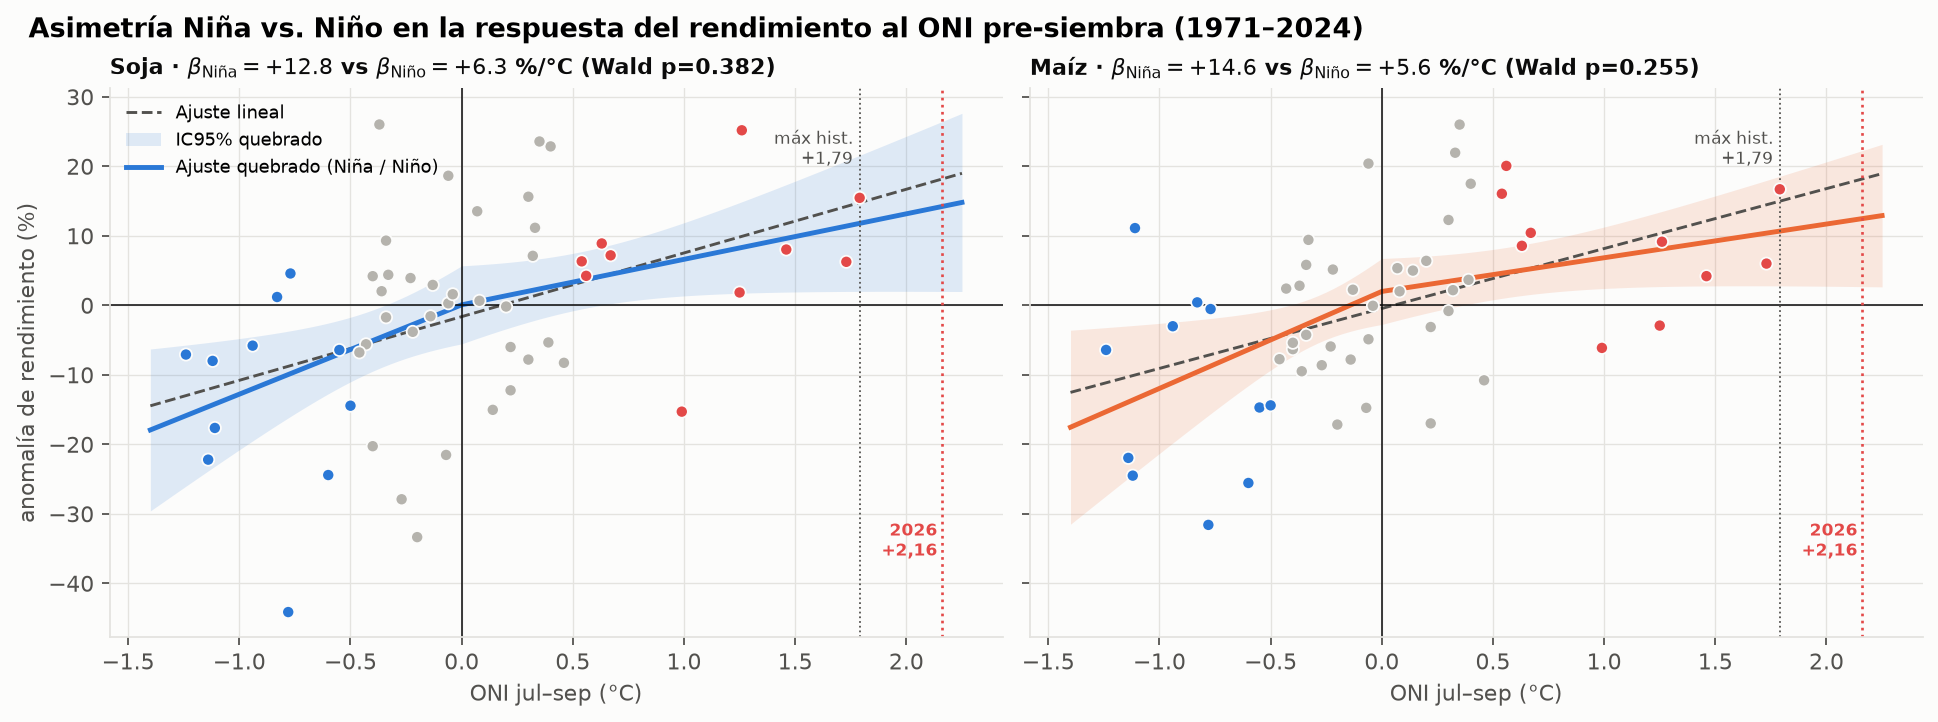 Asimetría Niña vs. Niño en la respuesta del rendimiento al ONI pre-siembra (1971–2024)
Soja · βNiña = +12.8 vs βNiño = +6.3 %/°C (Wald p=0.382)
Ajuste lineal
IC95% quebrado
Ajuste quebrado (Niña / Niño)
máx hist.
+1,79
2026
+2,16
30
20
10
0
−10
−20
−30
−40
anomalía de rendimiento (%)
−1.5 −1.0 −0.5 0.0 0.5 1.0 1.5 2.0
ONI jul–sep (°C)
Maíz · βNiña = +14.6 vs βNiño = +5.6 %/°C (Wald p=0.255)
máx hist.
+1,79
2026
+2,16
−1.5 −1.0 −0.5 0.0 0.5 1.0 1.5 2.0
ONI jul–sep (°C)